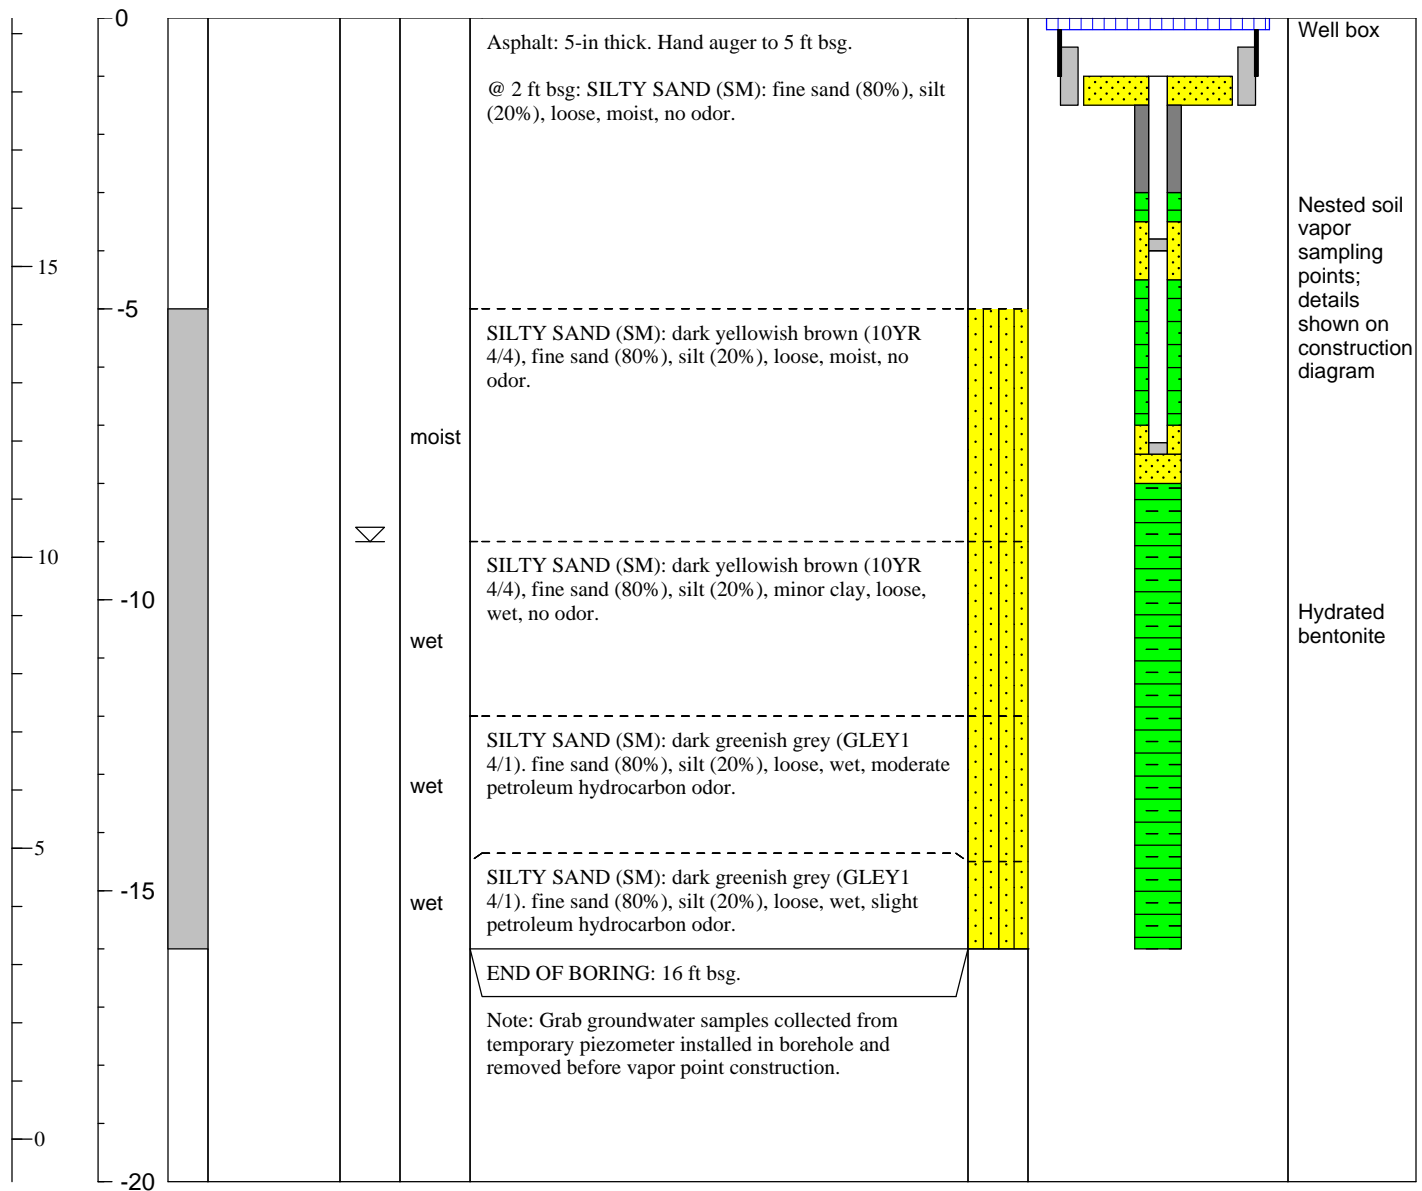 0
Asphalt: 5-in thick. Hand auger to 5 ft bsg.
@ 2 ft bsg: SILTY SAND (SM): fine sand (80%), silt
(20%), loose, moist, no odor.
Well box
Nested soil
vapor
sampling
points;
details
shown on
construction
diagram
15
-5
SILTY SAND (SM): dark yellowish brown (10YR
4/4), fine sand (80%), silt (20%), loose, moist, no
odor.
moist
10
-10
SILTY SAND (SM): dark yellowish brown (10YR
4/4), fine sand (80%), silt (20%), minor clay, loose,
wet, no odor.
wet
Hydrated
bentonite
SILTY SAND (SM): dark greenish grey (GLEY1
4/1). fine sand (80%), silt (20%), loose, wet, moderate
petroleum hydrocarbon odor.
wet
5
-15
SILTY SAND (SM): dark greenish grey (GLEY1
4/1). fine sand (80%), silt (20%), loose, wet, slight
petroleum hydrocarbon odor.
wet
END OF BORING: 16 ft bsg.
Note: Grab groundwater samples collected from
temporary piezometer installed in borehole and
removed before vapor point construction.
0
-20